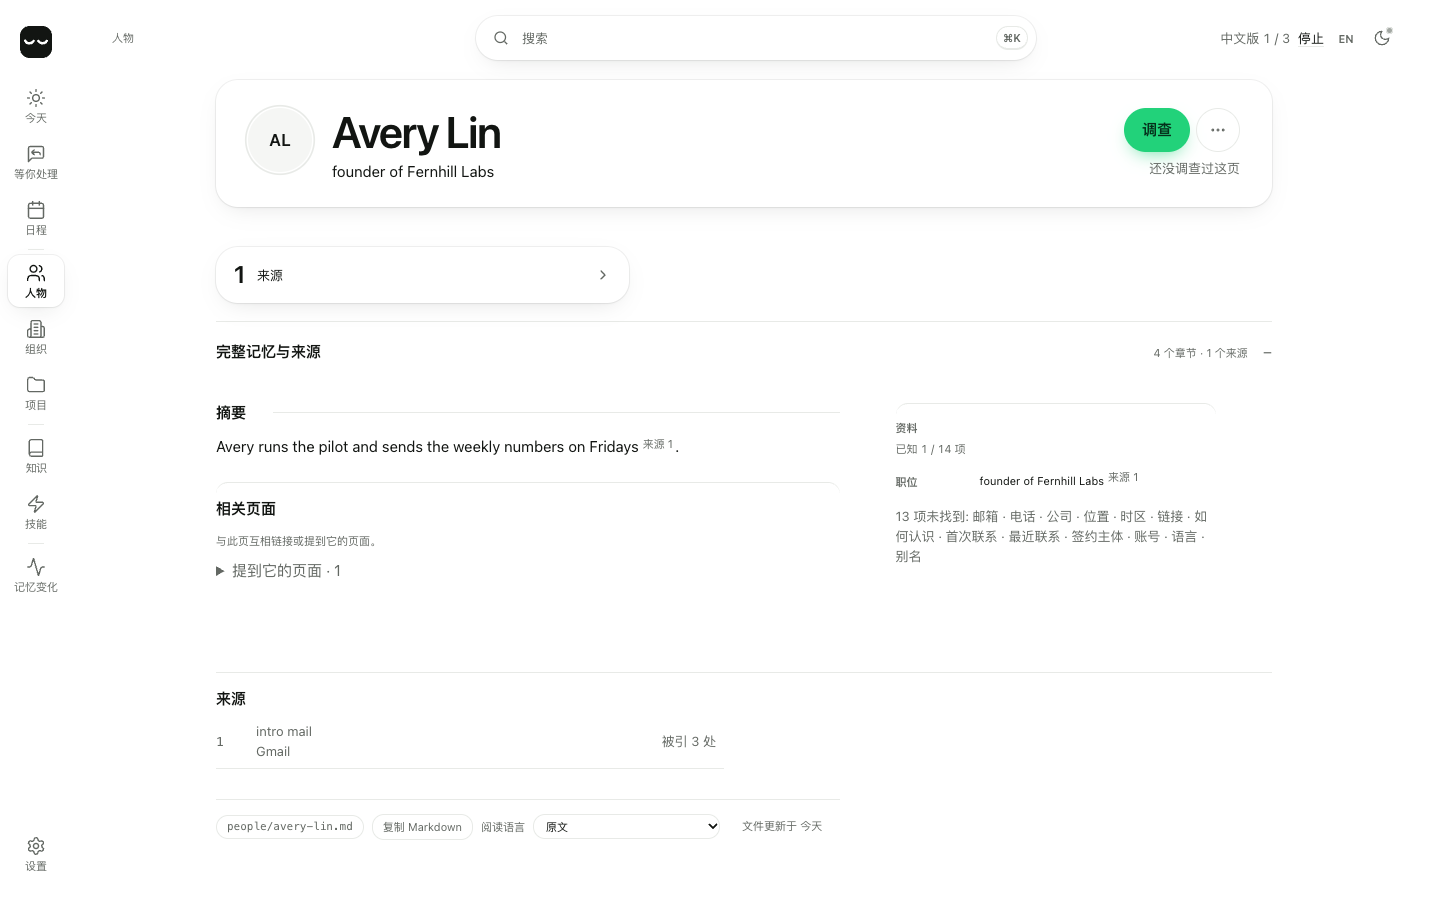 人物
搜索
⌘K
中文版 1 / 3 停止
EN
今天
等你处理
日程
人物
组织
项目
知识
技能
记忆变化
设置
AL
Avery Lin
founder of Fernhill Labs
调查
还没调查过这页
1 来源
完整记忆与来源
4 个章节 · 1 个来源
摘要
Avery runs the pilot and sends the weekly numbers on Fridays 来源 1 .
相关页面
与此页互相链接或提到它的页面。
▶ 提到它的页面 · 1
资料
已知 1 / 14 项
职位 founder of Fernhill Labs 来源 1
13 项未找到: 邮箱 · 电话 · 公司 · 位置 · 时区 · 链接 · 如
何认识 · 首次联系 · 最近联系 · 签约主体 · 账号 · 语言 ·
别名
来源
1 intro mail
Gmail
被引 3 处
people/avery-lin.md 复制 Markdown 阅读语言 原文 文件更新于 今天